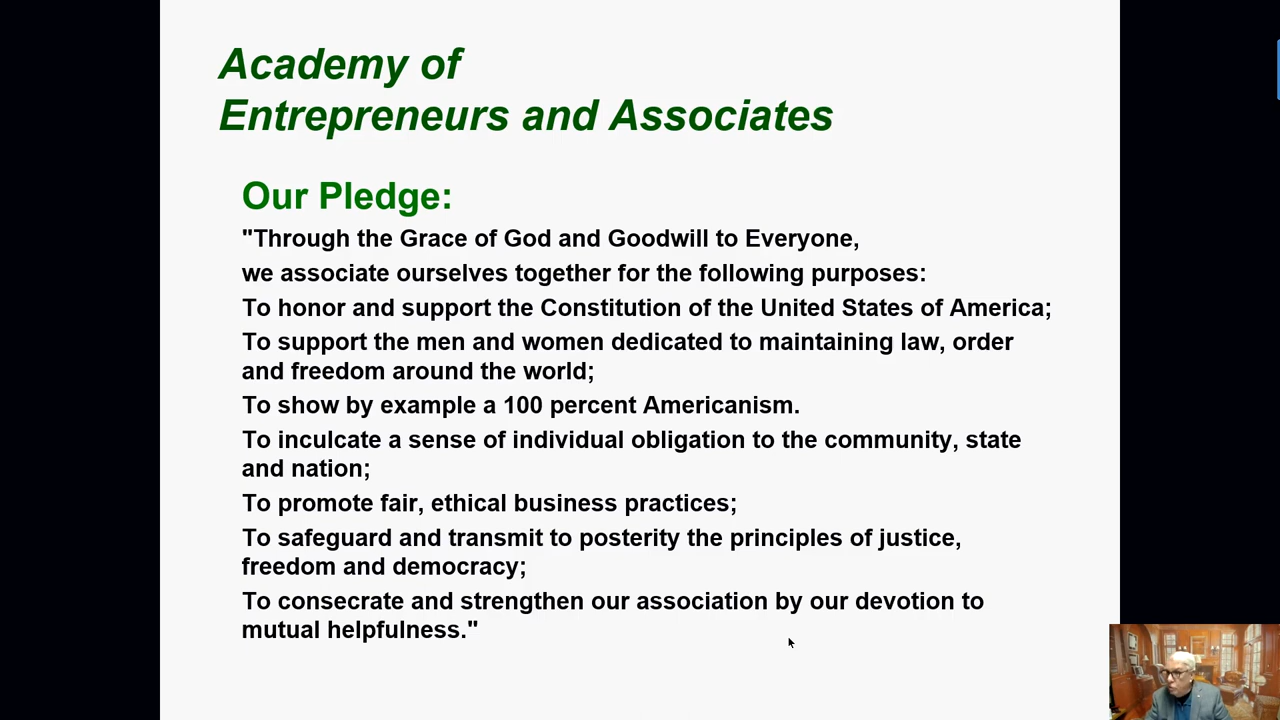 Academy of
Entrepreneurs and Associates
Our Pledge:
"Through the Grace of God and Goodwill to Everyone,
we associate ourselves together for the following purposes:
To honor and support the Constitution of the United States of America;
To support the men and women dedicated to maintaining law, order
and freedom around the world;
To show by example a 100 percent Americanism.
To inculcate a sense of individual obligation to the community, state
and nation;
To promote fair, ethical business practices;
To safeguard and transmit to posterity the principles of justice,
freedom and democracy;
To consecrate and strengthen our association by our devotion to
mutual helpfulness."